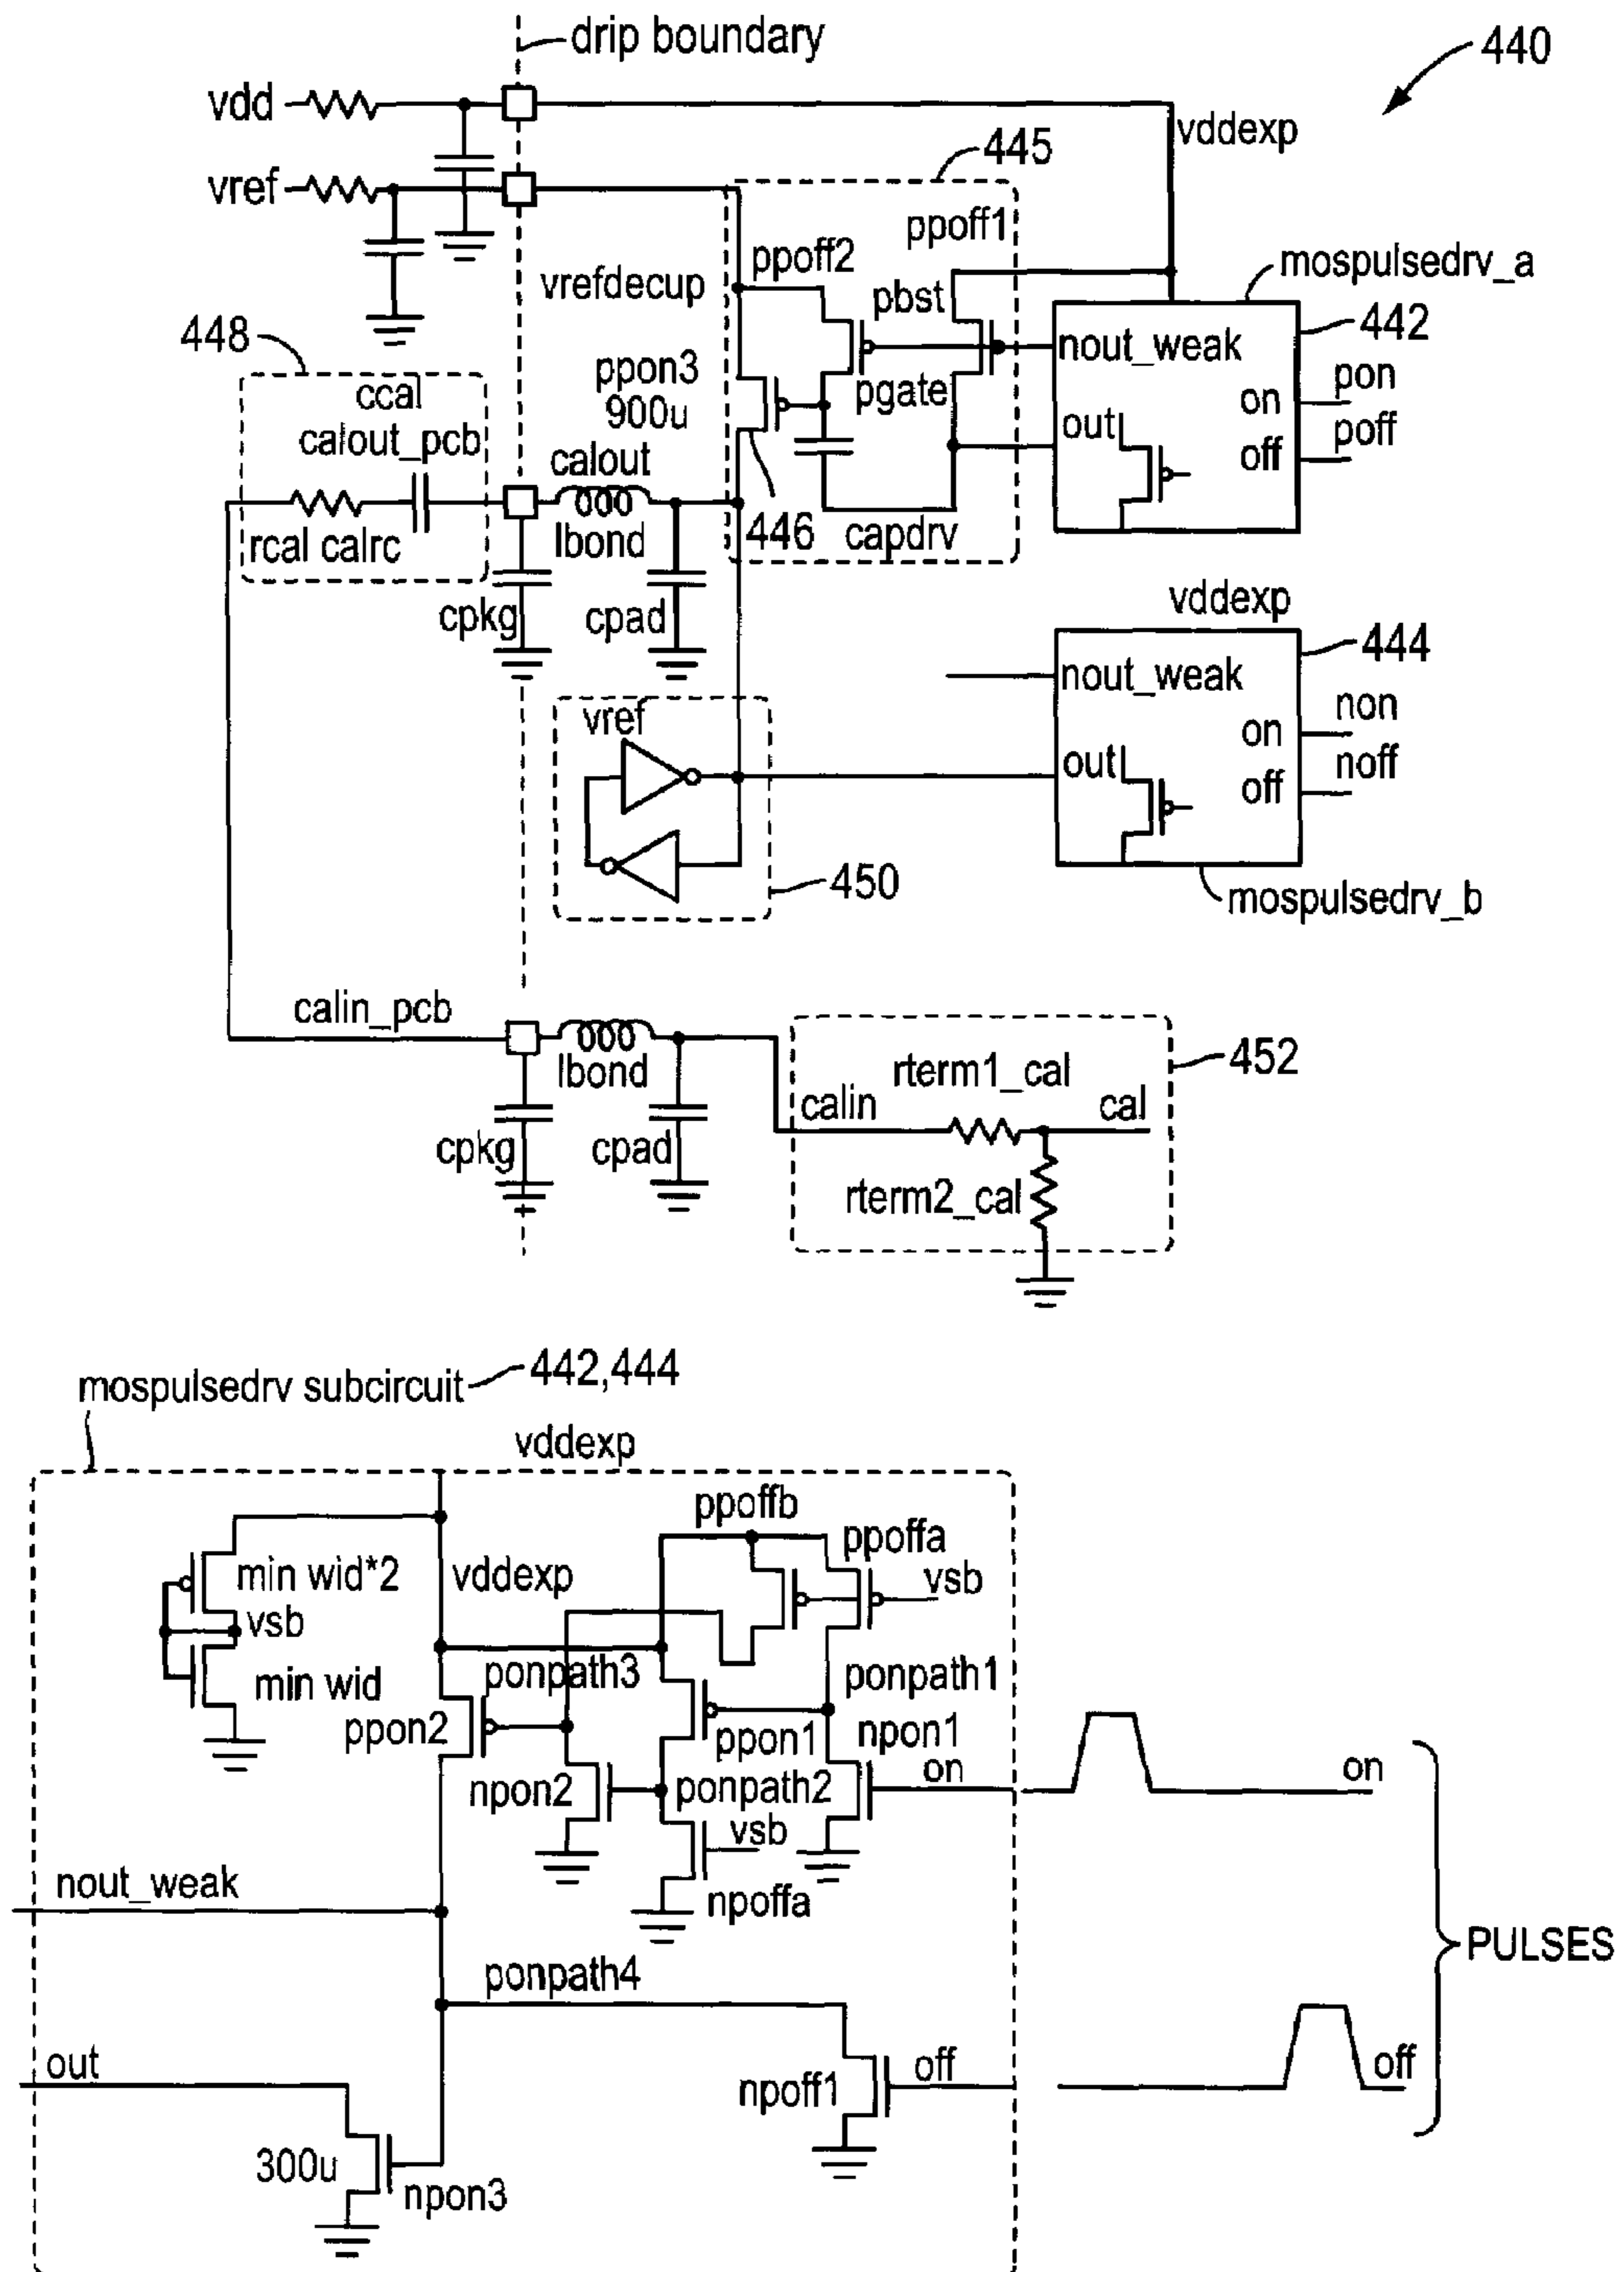 drip boundary
440
vdd
vddexp
vref
445
ppoff1
ppoff2
mospulsedrv_a
vrefdecup
pbst
442
448
nout_weak
ppon3
900u
pgate
pon
on
ccal
calout_pcb
out
poff
off
calout
rcal calrc
lbond
446
capdrv
cpkg
cpad
vddexp
444
nout_weak
vref
non
on
out
noff
off
450
mospulsedrv_b
calin_pcb
lbond
rterm1_cal
452
calin
cal
cpkg
cpad
rterm2_cal
mospulsedrv subcircuit
442,444
vddexp
ppoffb
ppoffa
min wid*2
vddexp
vsb
vsb
min wid
ponpath3
ponpath1
ppon2
ppon1
npon1
on
on
npon2
ponpath2
vsb
nout_weak
npoffa
PULSES
ponpath4
out
off
off
npoff1
300u
npon3